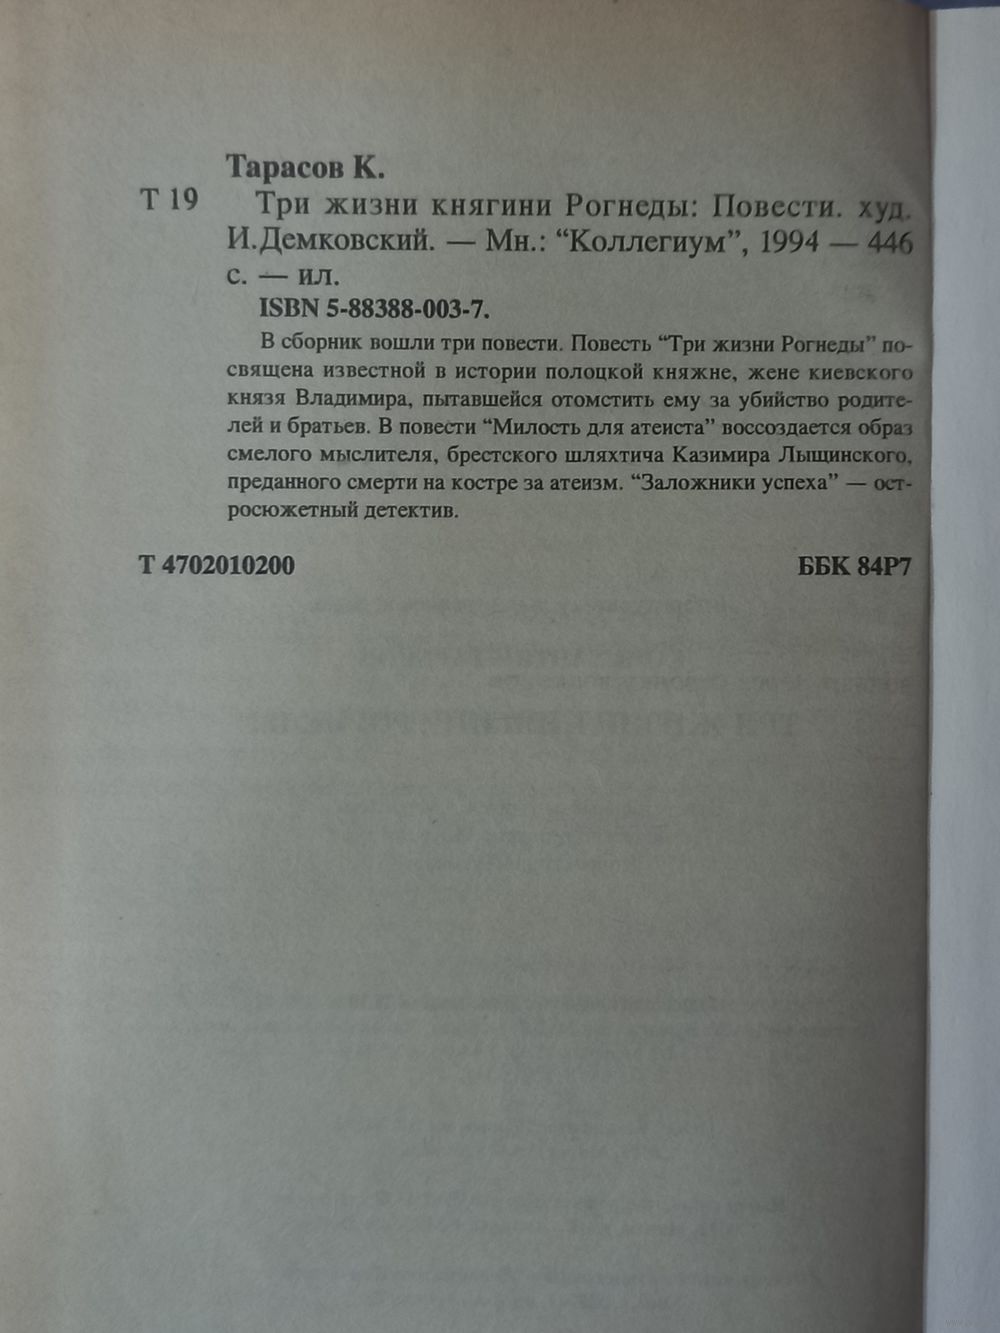 Тарасов К.
Т 19
Три жизни княгини Рогнеды: Повести. худ.
И.Демковский. — Мн.: “Коллегиум”, 1994 — 446
с. — ил.
ISBN 5-88388-003-7.
В сборник вошли три повести. Повесть “Три жизни Рогнеды” по-
священа известной в истории полоцкой княжне, жене киевского
князя Владимира, пытавшейся отомстить ему за убийство родите-
лей и братьев. В повести “Милость для атеиста” воссоздается образ
смелого мыслителя, брестского шляхтича Казимира Лыщинского,
преданного смерти на костре за атеизм. “Заложники успеха” — ост-
росюжетный детектив.
Т 4702010200 ББК 84Р7